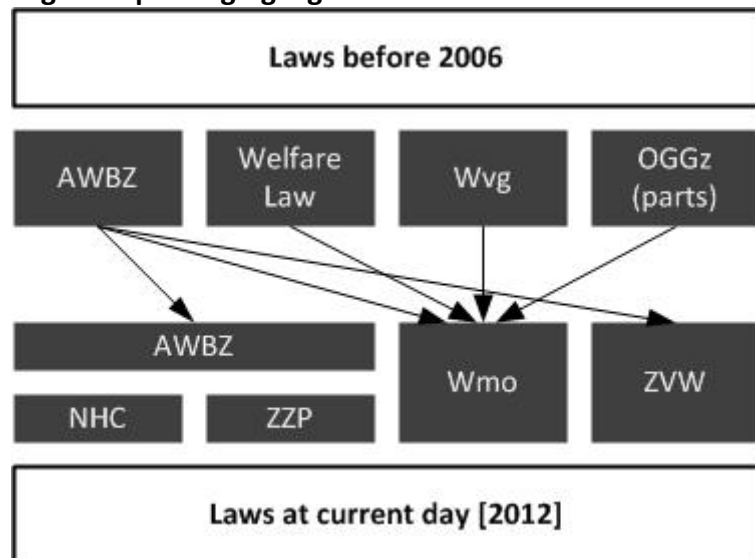 Laws before 2006
AWBZ
Welfare
Law
Wvg
OGGz
(parts)
AWBZ
Wmo
ZVW
NHC
ZZP
Laws at current day [2012]